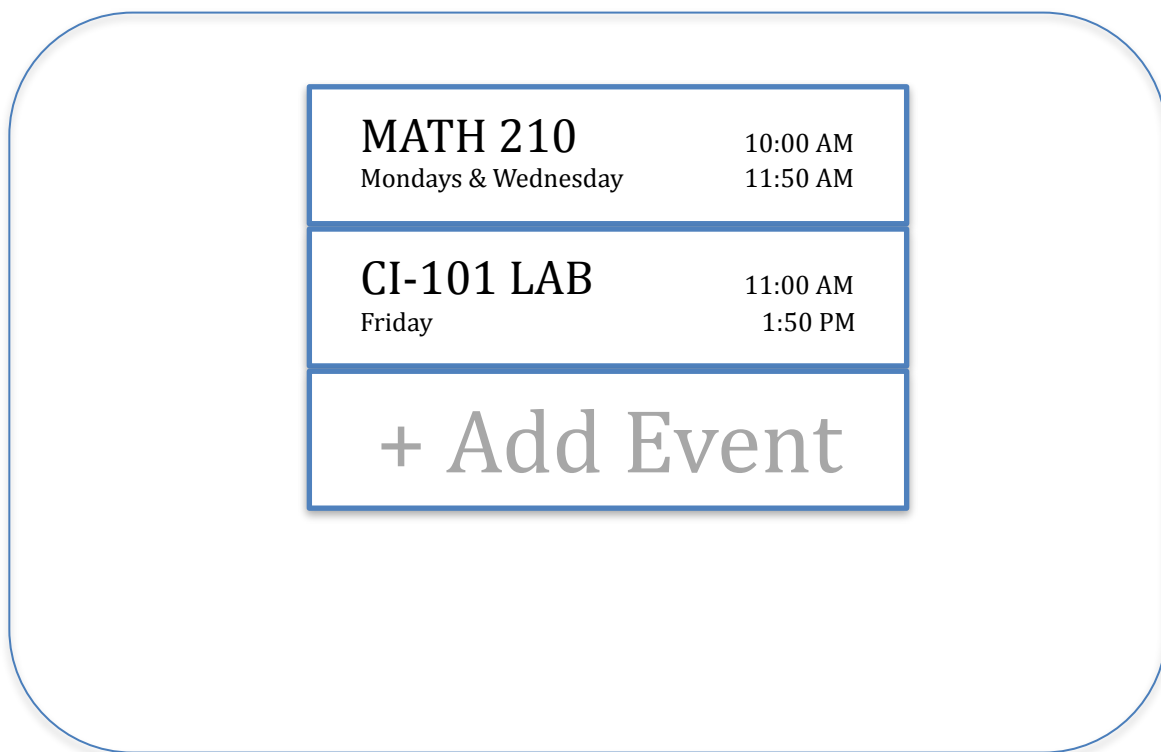 MATH 210 10:00 AM
Mondays & Wednesday 11:50 AM
CI-101 LAB 11:00 AM
Friday 1:50 PM
+ Add Event